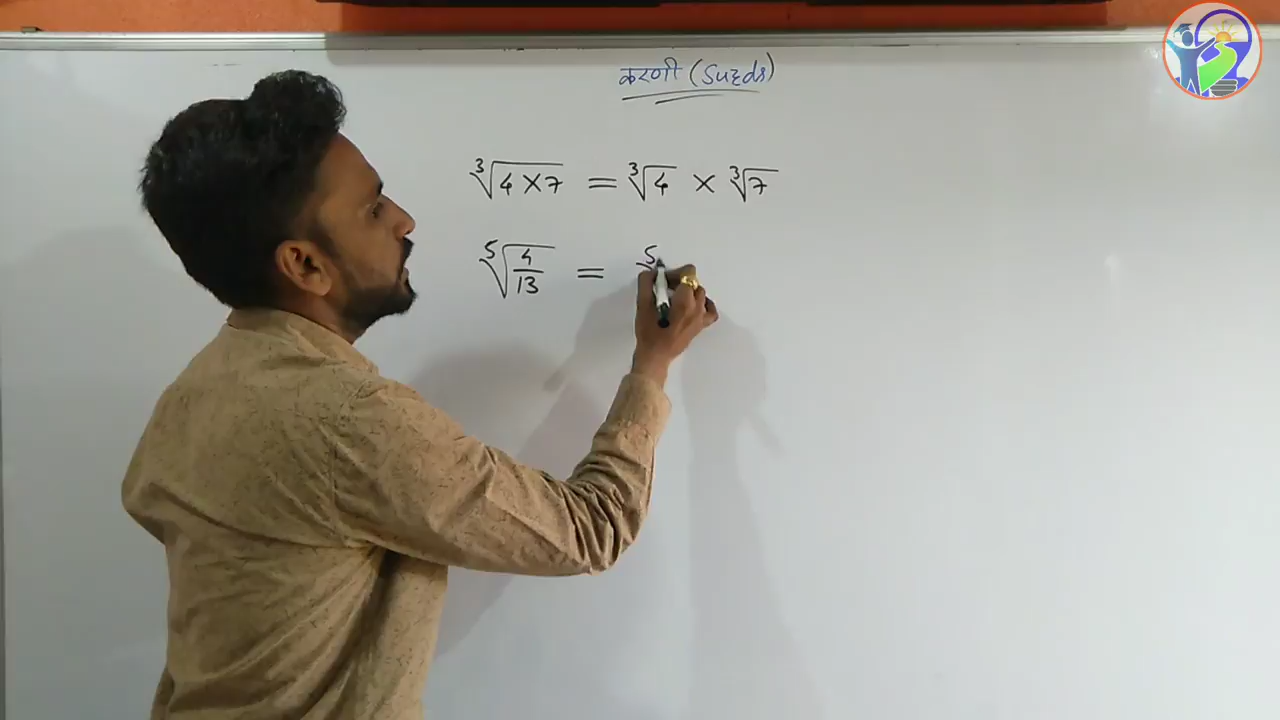 करणी (Surds)
∛(4×7) = ∛4 × ∛7
⁵√(4/13) = 5